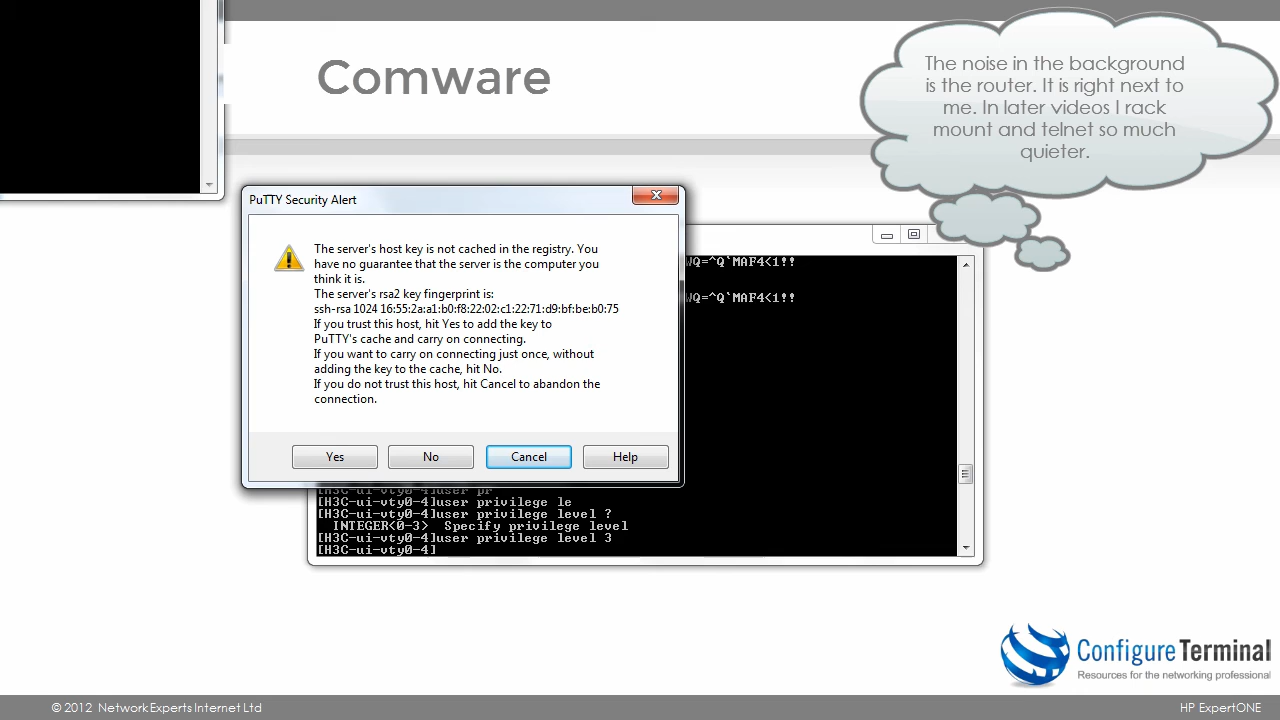 Comware
The noise in the background
is the router. It is right next to
me. In later videos I rack
mount and telnet so much
quieter.
PuTTY Security Alert
The server's host key is not cached in the registry. You
have no guarantee that the server is the computer you
think it is.
The server's rsa2 key fingerprint is:
ssh-rsa 1024 16:55:2a:a1:b0:f8:22:02:c1:22:71:d9:bf:be:b0:75
If you trust this host, hit Yes to add the key to
PuTTY's cache and carry on connecting.
If you want to carry on connecting just once, without
adding the key to the cache, hit No.
If you do not trust this host, hit Cancel to abandon the
connection.
Yes No Cancel Help
WQ=^Q`MAF4<1!!
WQ=^Q`MAF4<1!!
[H3C-ui-vty0-4]user pr
[H3C-ui-vty0-4]user privilege le
[H3C-ui-vty0-4]user privilege level ?
INTEGER<0-3> Specify privilege level
[H3C-ui-vty0-4]user privilege level 3
[H3C-ui-vty0-4]
Configure Terminal
Resources for the networking professional
© 2012 Network Experts Internet Ltd
HP ExpertONE